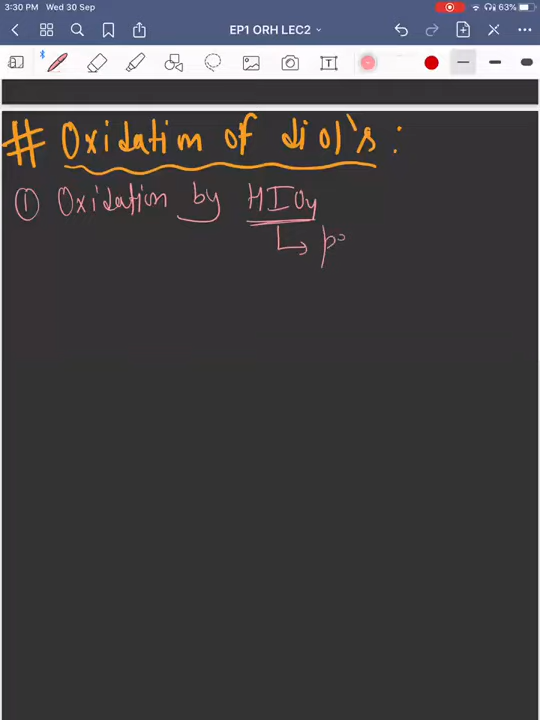 3:30 PM Wed 30 Sep 63%
EP1 ORH LEC2
# Oxidation of diol's :
① Oxidation by HIO4